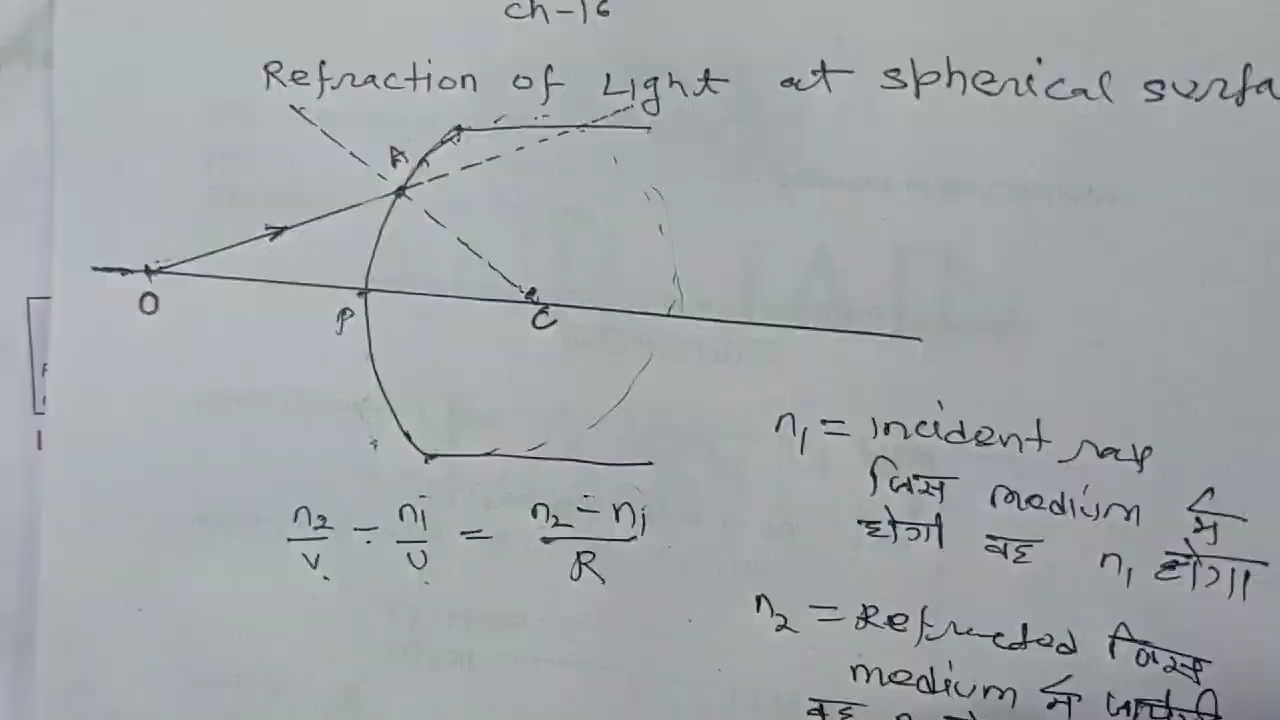 ch-16
Refraction of Light at spherical surfa
A
O
P
C
n₂/v - n₁/u = n₂ - n₁/R
n₁ = incident ray
जिस medium में
होगी वह n₁ होगा
n₂ = Refracted जिस
medium में
वह